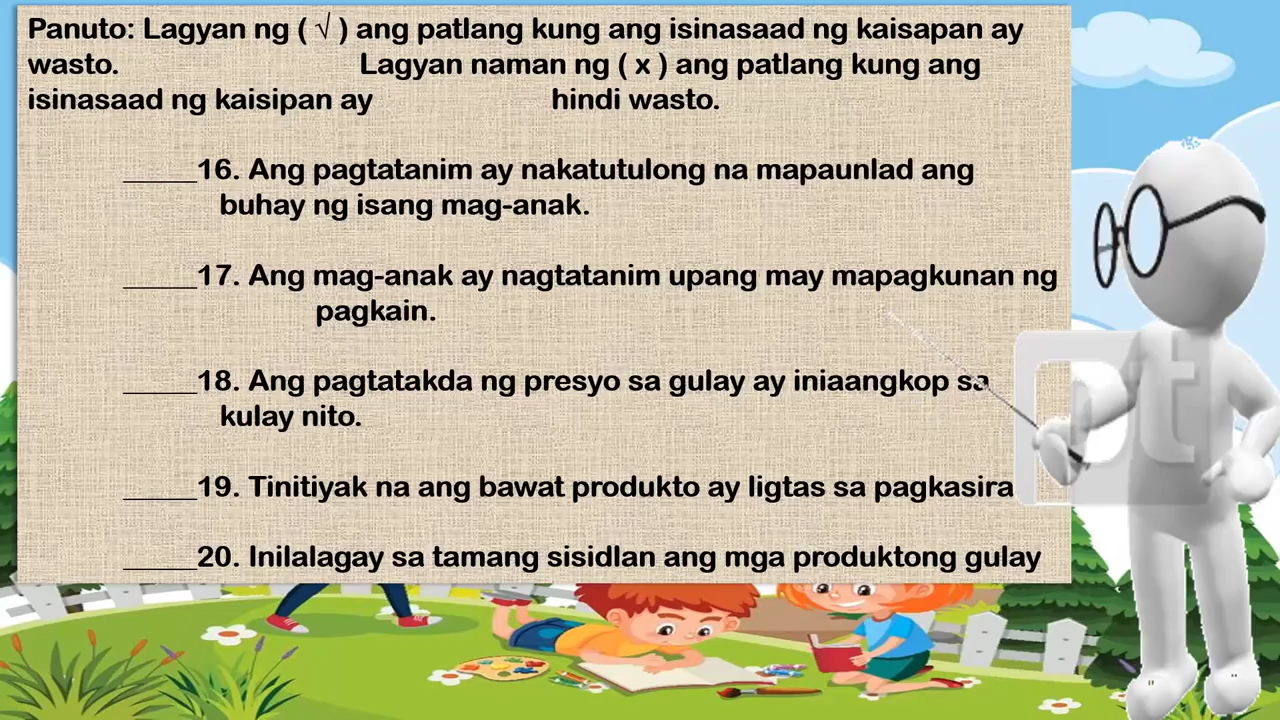 Panuto: Lagyan ng ( √ ) ang patlang kung ang isinasaad ng kaisapan ay
wasto. Lagyan naman ng ( x ) ang patlang kung ang
isinasaad ng kaisipan ay hindi wasto.
_____16. Ang pagtatanim ay nakatutulong na mapaunlad ang
buhay ng isang mag-anak.
_____17. Ang mag-anak ay nagtatanim upang may mapagkunan ng
pagkain.
_____18. Ang pagtatakda ng presyo sa gulay ay iniaangkop sa
kulay nito.
_____19. Tinitiyak na ang bawat produkto ay ligtas sa pagkasira
_____20. Inilalagay sa tamang sisidlan ang mga produktong gulay
pt